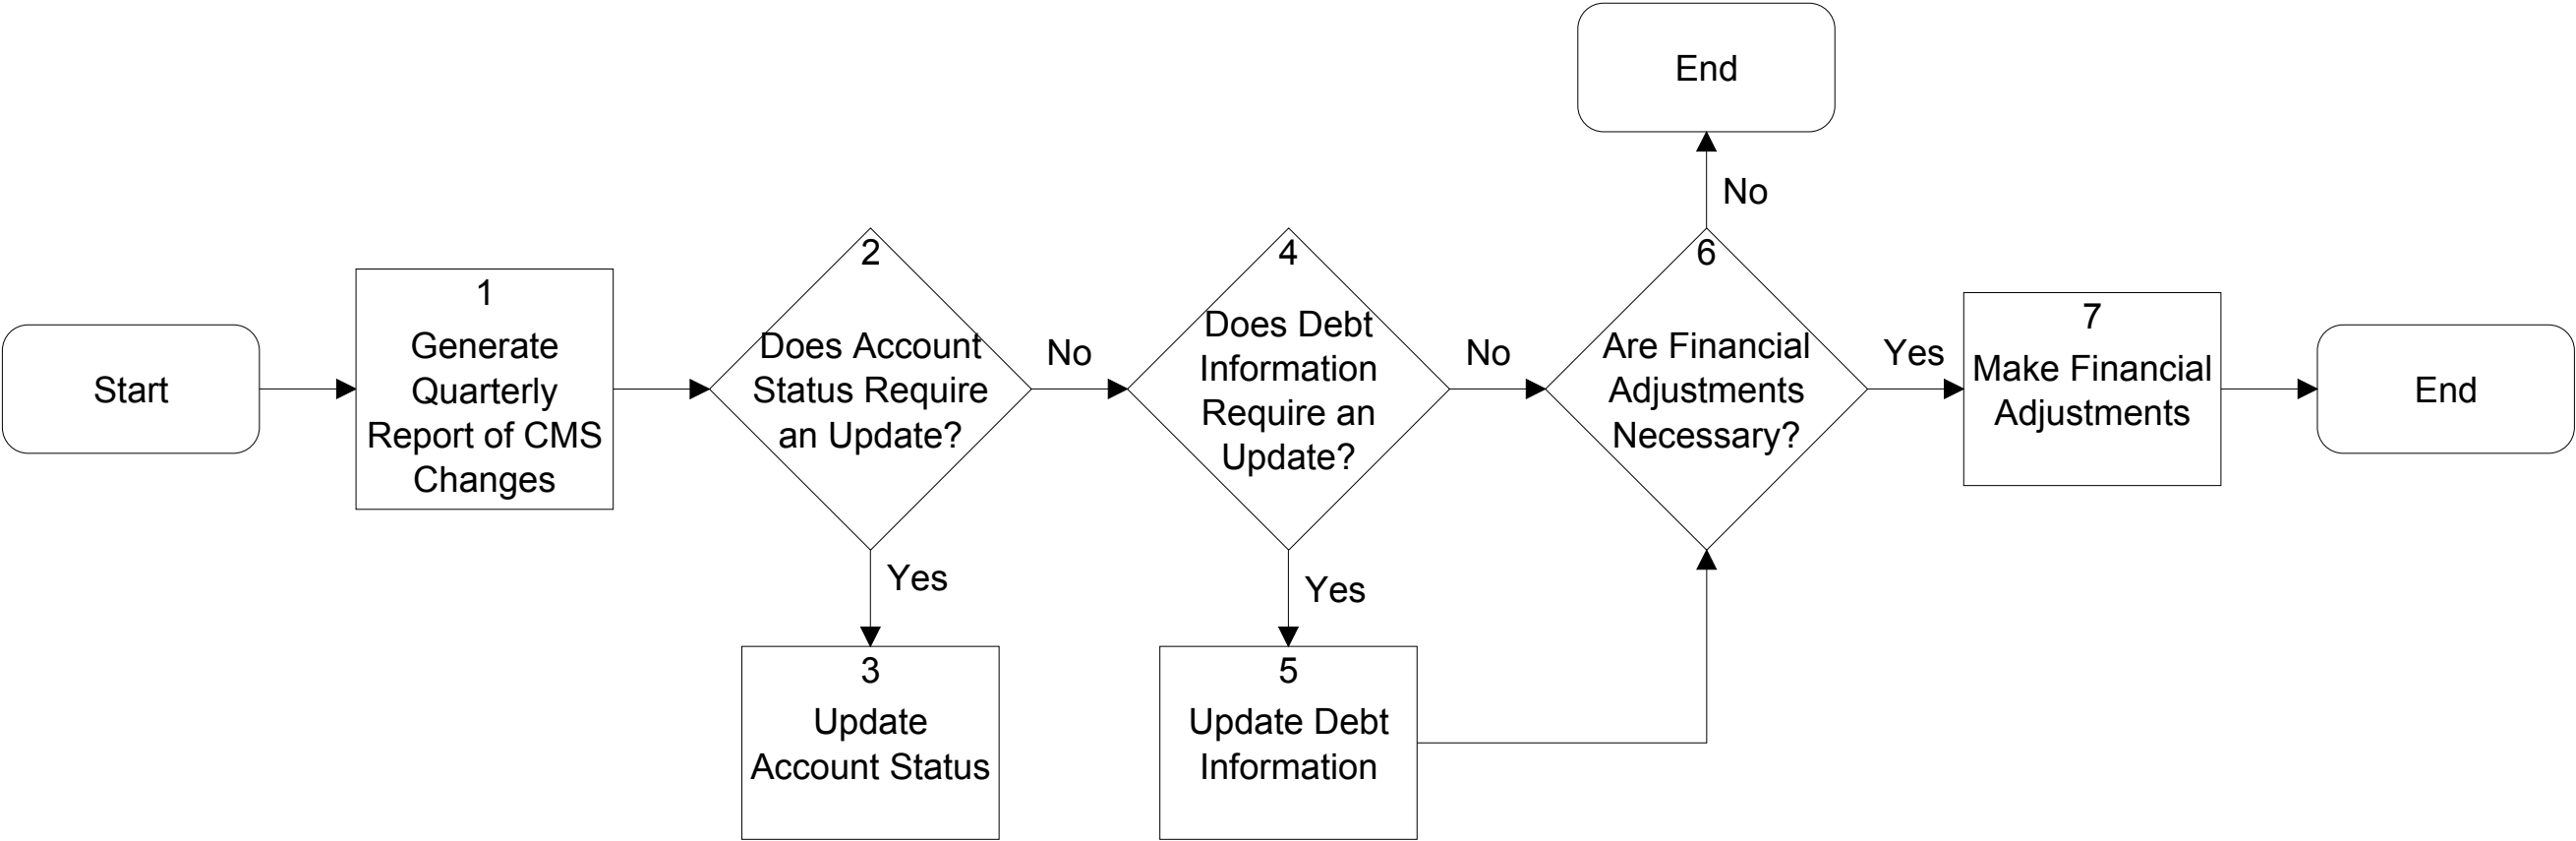 End
No
Start
1
Generate
Quarterly
Report of CMS
Changes
2
Does Account
Status Require
an Update?
No
Yes
3
Update
Account Status
4
Does Debt
Information
Require an
Update?
No
Yes
5
Update Debt
Information
6
Are Financial
Adjustments
Necessary?
Yes
7
Make Financial
Adjustments
End